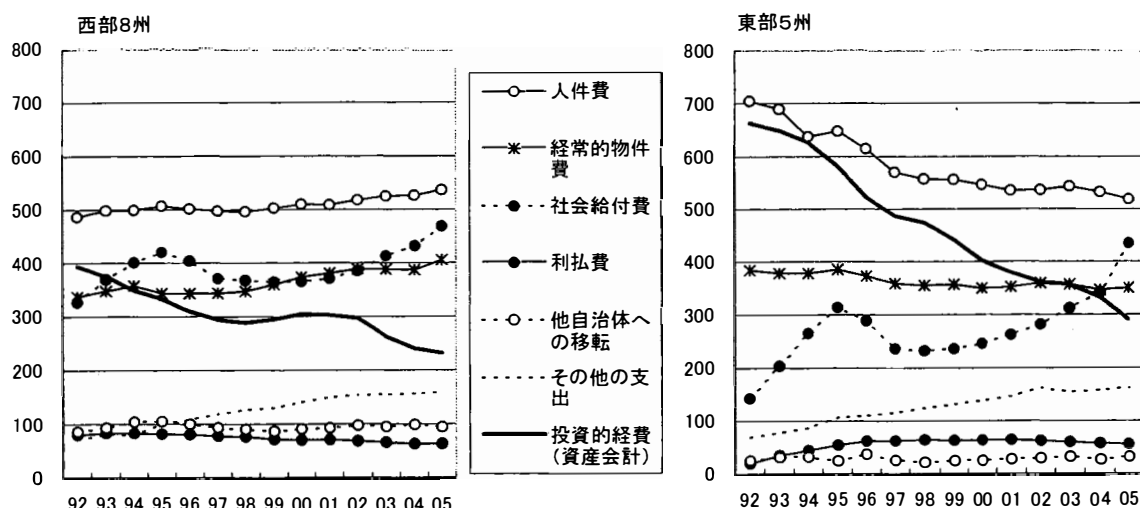 西部8州
800
700
600
500
400
300
200
100
0
92 93 94 95 96 97 98 99 00 01 02 03 04 05
人件費
経常的物件
費
社会給付費
利払費
他自治体へ
の移転
その他の支
出
投資的経費
(資産会計)
東部5州
800
700
600
500
400
300
200
100
0
92 93 94 95 96 97 98 99 00 01 02 03 04 05